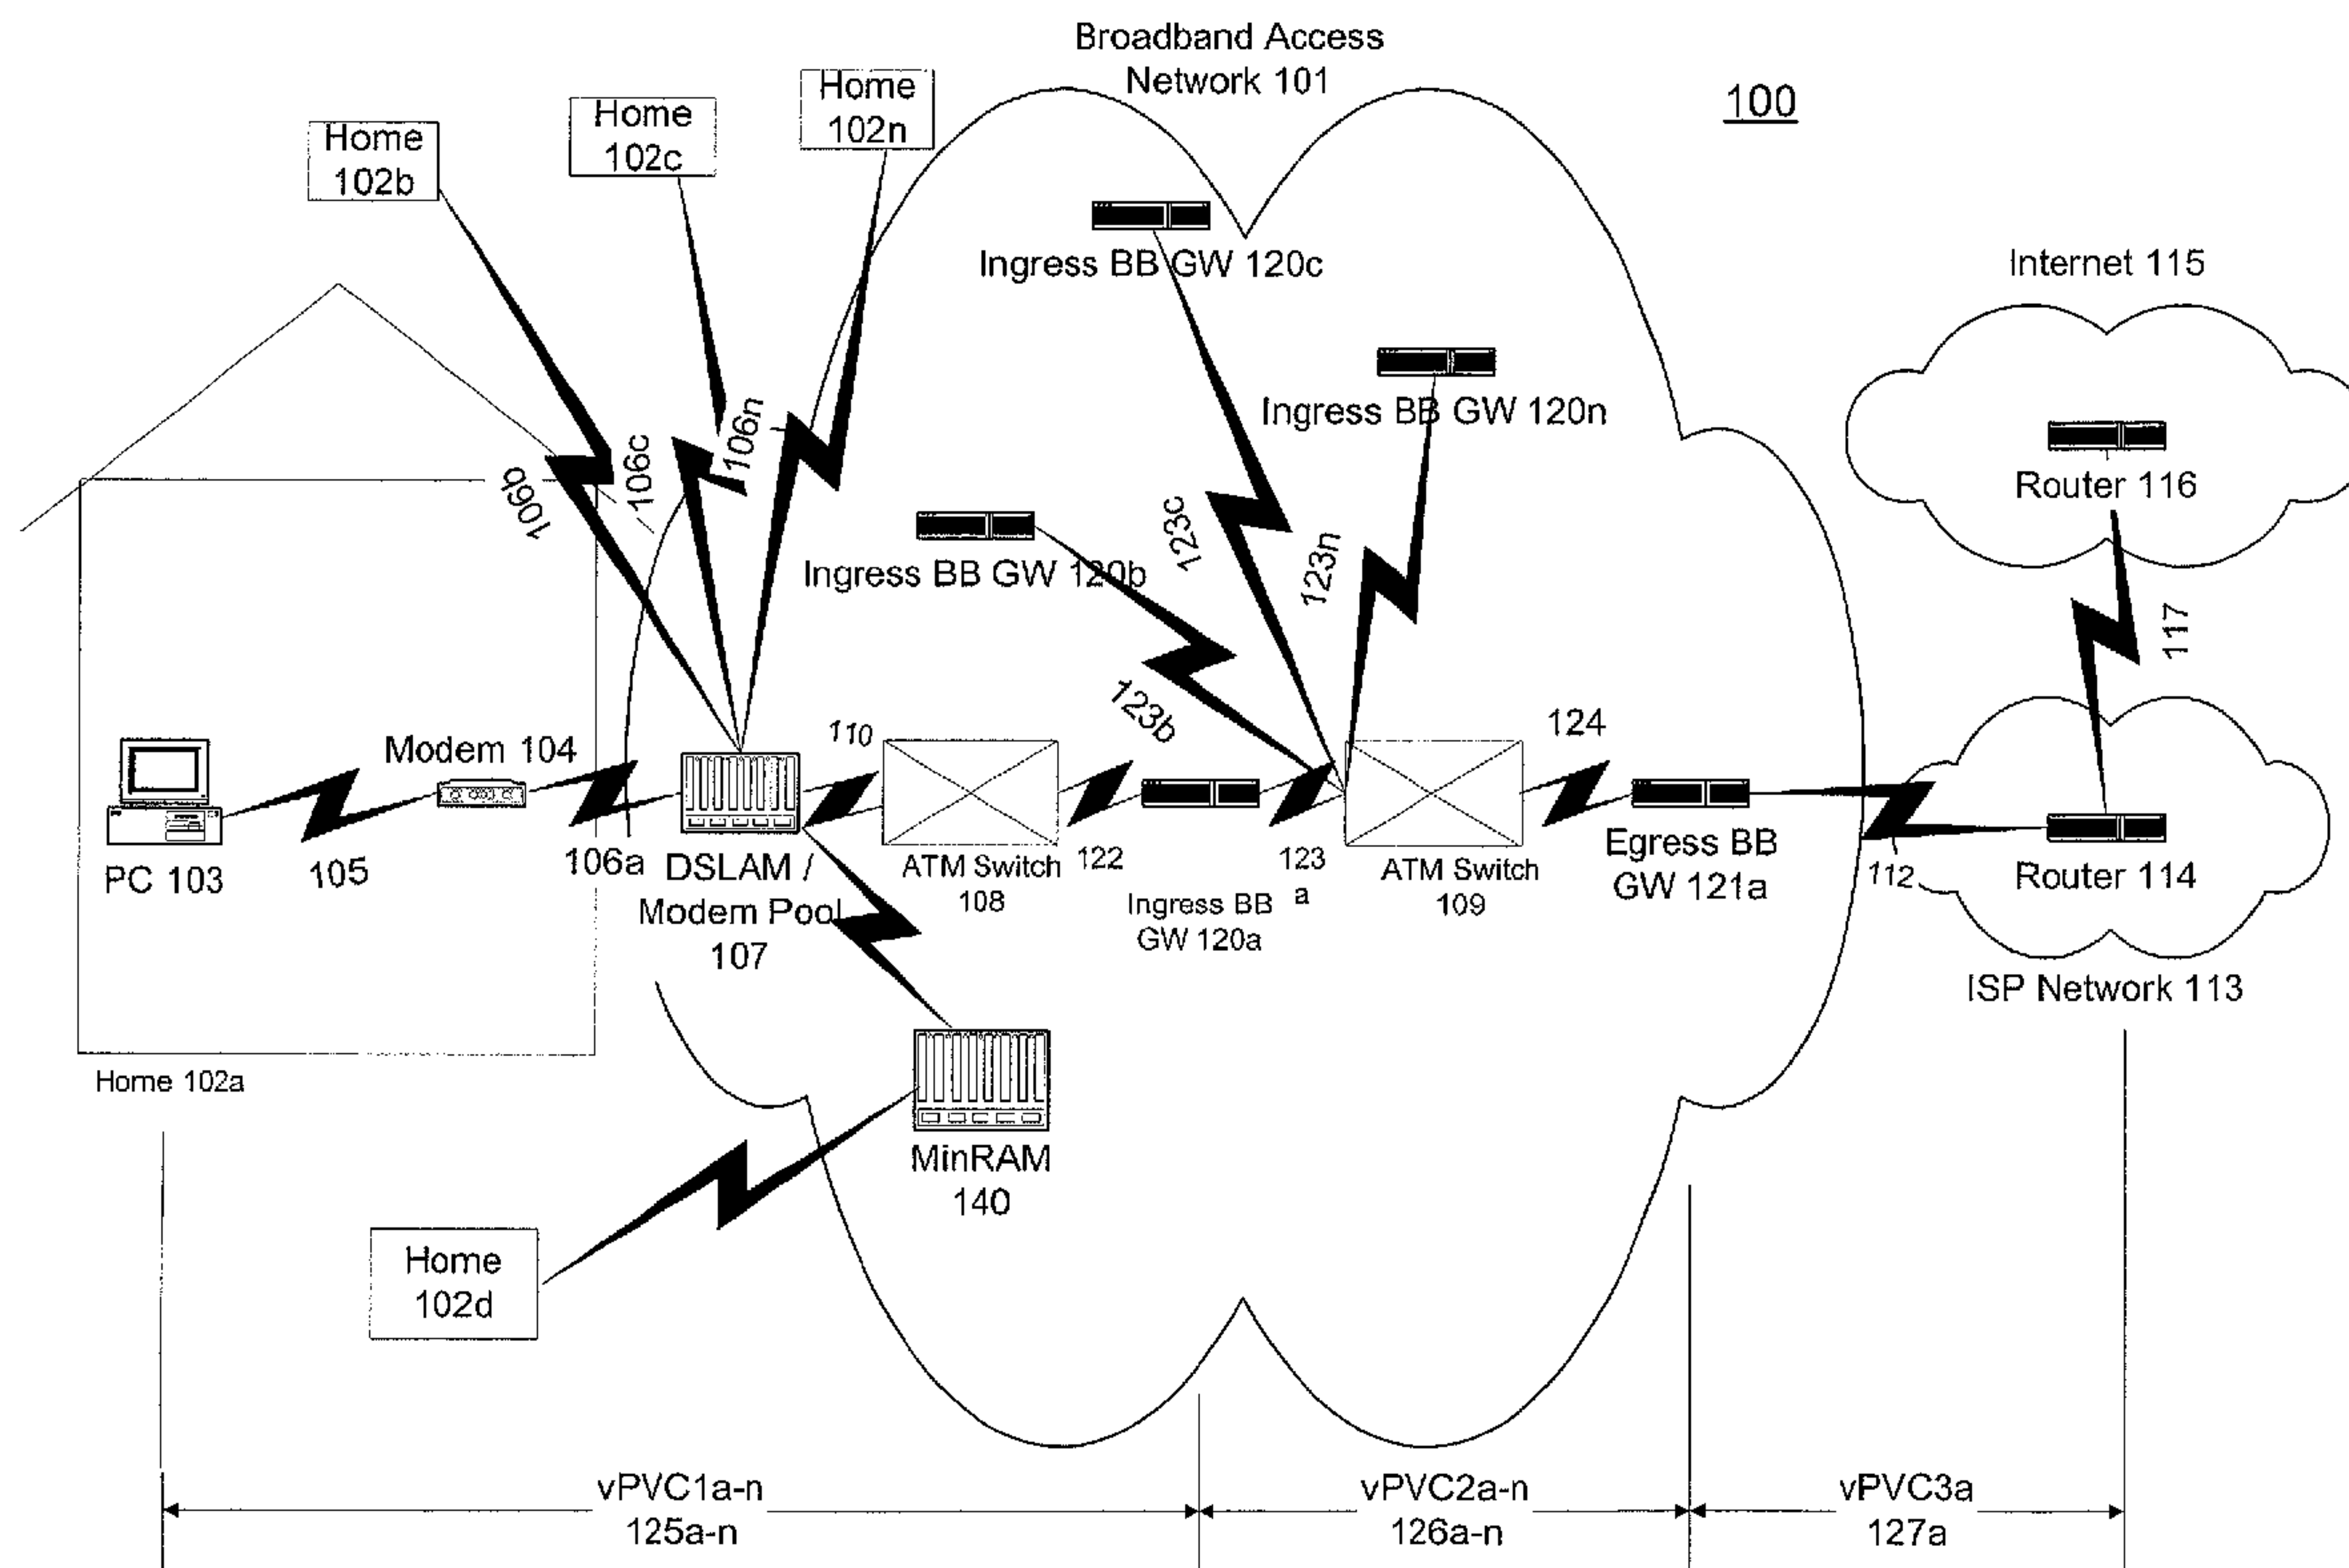 Broadband Access
Network 101
100
Home
102b
Home
102c
Home
102n
Ingress BB GW 120c
Internet 115
Ingress BB GW 120n
Router 116
106b
106c
106n
Ingress BB GW 120b
123c
123n
117
123b
Modem 104
110
124
PC 103
105
106a
DSLAM /
Modem Pool
107
ATM Switch
108
122
Ingress BB
GW 120a
123
a
ATM Switch
109
Egress BB
GW 121a
112
Router 114
ISP Network 113
Home 102a
MinRAM
140
Home
102d
vPVC1a-n
125a-n
vPVC2a-n
126a-n
vPVC3a
127a